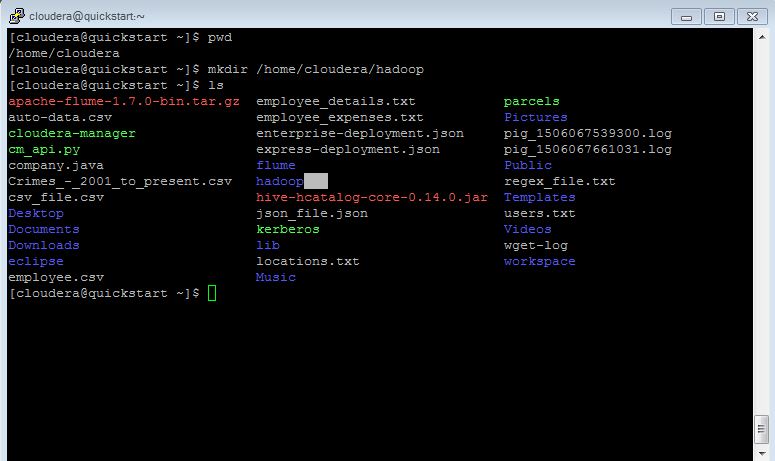 cloudera@quickstart:~
[cloudera@quickstart ~]$ pwd
/home/cloudera
[cloudera@quickstart ~]$ mkdir /home/cloudera/hadoop
[cloudera@quickstart ~]$ ls
apache-flume-1.7.0-bin.tar.gz employee_details.txt parcels
auto-data.csv employee_expenses.txt Pictures
cloudera-manager enterprise-deployment.json pig_1506067539300.log
cm_api.py express-deployment.json pig_1506067661031.log
company.java flume Public
Crimes_-_2001_to_present.csv hadoop regex_file.txt
csv_file.csv hive-hcatalog-core-0.14.0.jar Templates
Desktop json_file.json users.txt
Documents kerberos Videos
Downloads lib wget-log
eclipse locations.txt workspace
employee.csv Music
[cloudera@quickstart ~]$